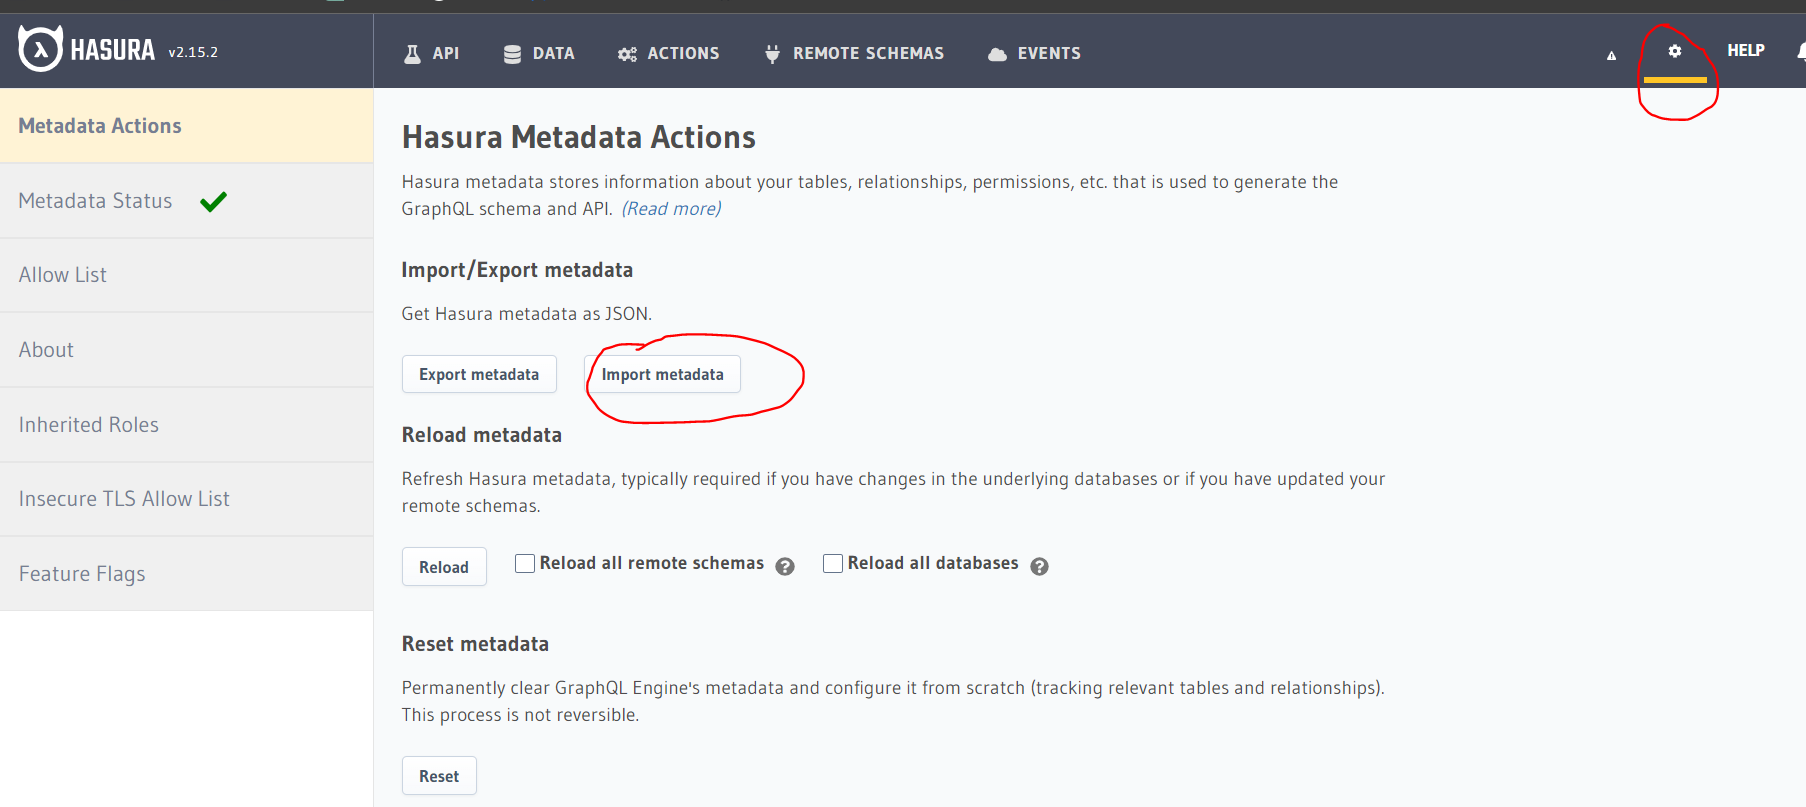 HASURA v2.15.2
API
DATA
ACTIONS
REMOTE SCHEMAS
EVENTS
HELP
Metadata Actions
Metadata Status
Allow List
About
Inherited Roles
Insecure TLS Allow List
Feature Flags
Hasura Metadata Actions
Hasura metadata stores information about your tables, relationships, permissions, etc. that is used to generate the
GraphQL schema and API. (Read more)
Import/Export metadata
Get Hasura metadata as JSON.
Export metadata
Import metadata
Reload metadata
Refresh Hasura metadata, typically required if you have changes in the underlying databases or if you have updated your
remote schemas.
Reload
Reload all remote schemas
Reload all databases
Reset metadata
Permanently clear GraphQL Engine's metadata and configure it from scratch (tracking relevant tables and relationships).
This process is not reversible.
Reset